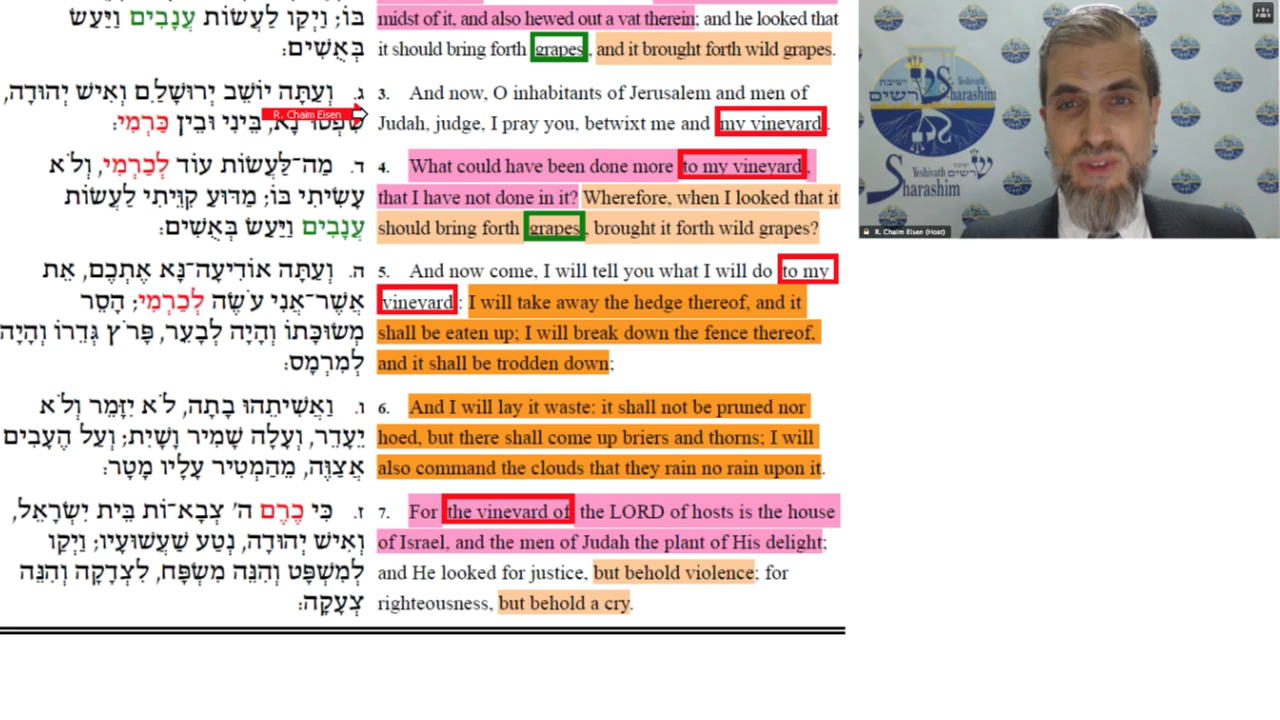 בּוֹ; וַיְקַו לַעֲשׂוֹת עֲנָבִים וַיַּעַשׂ
בְּאֻשִׁים:
ג. וְעַתָּה יוֹשֵׁב יְרוּשָׁלִַם וְאִישׁ יְהוּדָה,
שִׁפְטוּ־נָא, בֵּינִי וּבֵין כַּרְמִי:
ד. מַה־לַּעֲשׂוֹת עוֹד לְכַרְמִי, וְלֹא
עָשִׂיתִי בּוֹ; מַדּוּעַ קִוֵּיתִי לַעֲשׂוֹת
עֲנָבִים וַיַּעַשׂ בְּאֻשִׁים:
ה. וְעַתָּה אוֹדִיעָה־נָּא אֶתְכֶם, אֵת
אֲשֶׁר־אֲנִי עֹשֶׂה לְכַרְמִי; הָסֵר
מְשׂוּכָּתוֹ וְהָיָה לְבָעֵר, פָּרֹץ גְּדֵרוֹ וְהָיָה
לְמִרְמָס:
ו. וַאֲשִׁיתֵהוּ בָתָה, לֹא יִזָּמֵר וְלֹא
יֵעָדֵר, וְעָלָה שָׁמִיר וָשָׁיִת; וְעַל הֶעָבִים
אֲצַוֶּה, מֵהַמְטִיר עָלָיו מָטָר:
ז. כִּי כֶרֶם ה' צְבָא־וֹת בֵּית יִשְׂרָאֵל,
וְאִישׁ יְהוּדָה, נְטַע שַׁעֲשׁוּעָיו; וַיְקַו
לְמִשְׁפָּט וְהִנֵּה מִשְׂפָּח, לִצְדָקָה וְהִנֵּה
צְעָקָה:
R. Chaim Eisen
midst of it, and also hewed out a vat therein; and he looked that
it should bring forth grapes, and it brought forth wild grapes.
3. And now, O inhabitants of Jerusalem and men of
Judah, judge, I pray you, betwixt me and my vineyard.
4. What could have been done more to my vineyard,
that I have not done in it? Wherefore, when I looked that it
should bring forth grapes, brought it forth wild grapes?
5. And now come, I will tell you what I will do to my
vineyard: I will take away the hedge thereof, and it
shall be eaten up; I will break down the fence thereof,
and it shall be trodden down;
6. And I will lay it waste: it shall not be pruned nor
hoed, but there shall come up briers and thorns; I will
also command the clouds that they rain no rain upon it.
7. For the vineyard of the LORD of hosts is the house
of Israel, and the men of Judah the plant of His delight;
and He looked for justice, but behold violence; for
righteousness, but behold a cry.
ישיבת
שרשים
Yeshivath
Sharashim
Yeshivath
Sharashim
R. Chaim Eisen (Host)